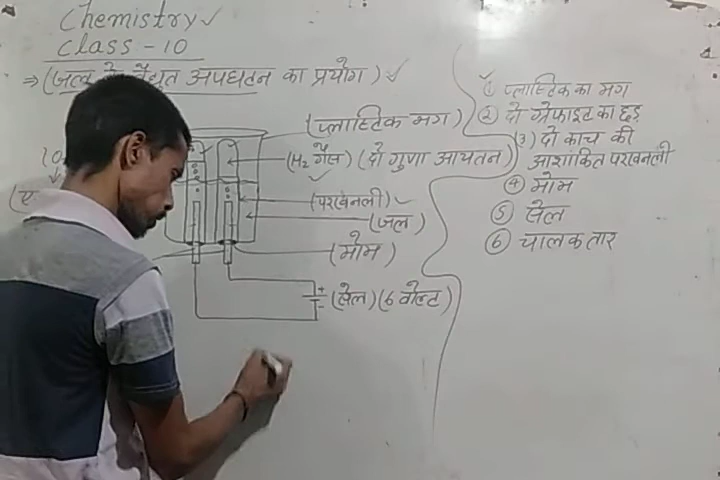 Chemistry ✓
class - 10
⇒ (जल के वैधुत अपघटन का प्रयोग) ✓
(प्लाष्टिक मग)
(H₂ गैस) (दो गुणा आयतन)
(परखनली) ✓
(जल)
(मोम)
+
-
(सेल) (6 वोल्ट)
① प्लाष्टिक का मग
② दो ग्रेफाइट का छड़
(3) दो काच की
आशांकित परखनली
④ मोम
⑤ सेल
⑥ चालक तार